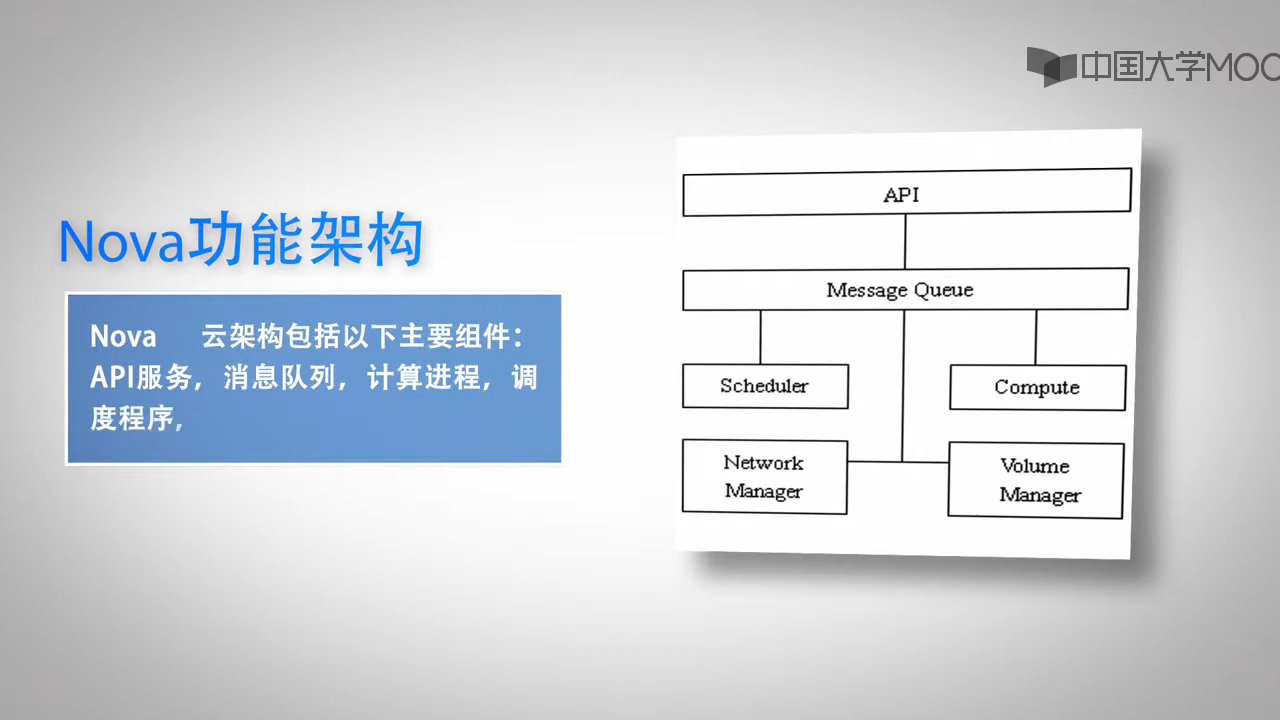 中国大学MOO
Nova功能架构
Nova 云架构包括以下主要组件：
API服务，消息队列，计算进程，调
度程序，
API
Message Queue
Scheduler
Compute
Network
Manager
Volume
Manager